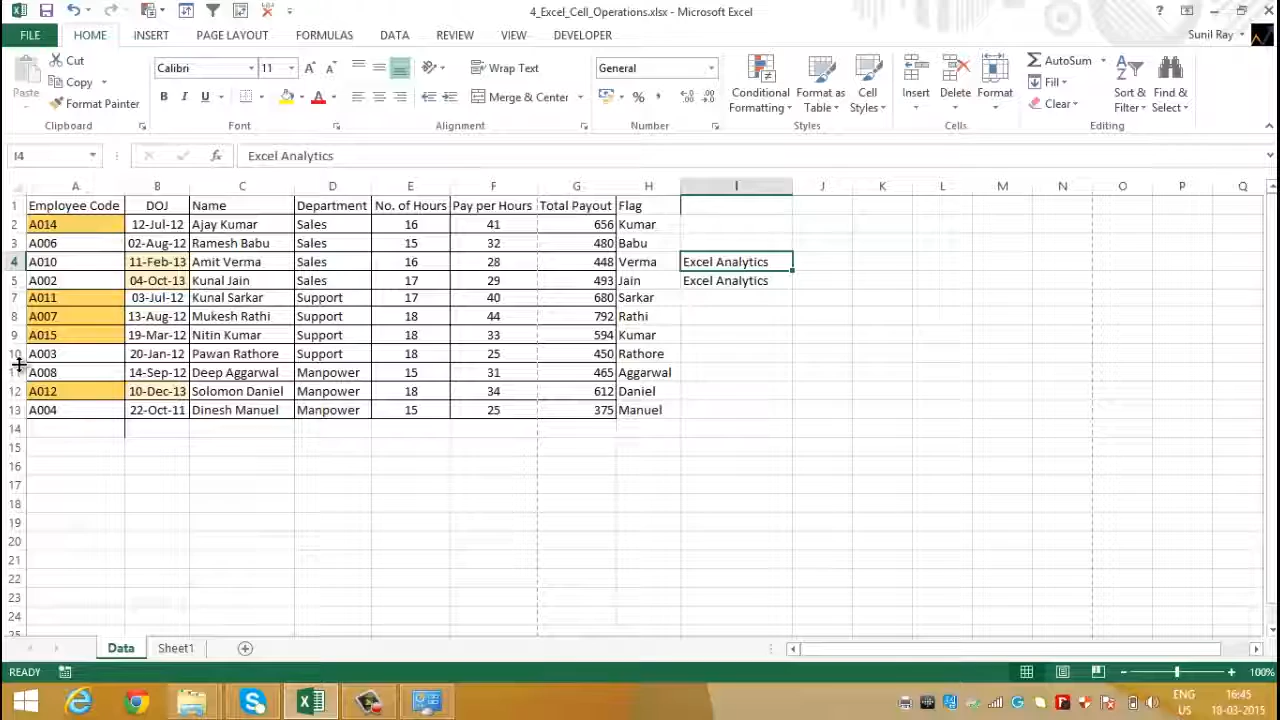 4_Excel_Cell_Operations.xlsx - Microsoft Excel
FILE HOME INSERT PAGE LAYOUT FORMULAS DATA REVIEW VIEW DEVELOPER Sunil Ray
Paste Cut Copy Format Painter Clipboard
Calibri 11 B I U A Font
Wrap Text Merge & Center Alignment
General % Number
Conditional Formatting Format as Table Cell Styles Styles
Insert Delete Format Cells
AutoSum Fill Clear Sort & Filter Find & Select Editing
I4 fx Excel Analytics
A B C D E F G H I J K L M N O P Q
1 Employee Code DOJ Name Department No. of Hours Pay per Hours Total Payout Flag
2 A014 12-Jul-12 Ajay Kumar Sales 16 41 656 Kumar
3 A006 02-Aug-12 Ramesh Babu Sales 15 32 480 Babu
4 A010 11-Feb-13 Amit Verma Sales 16 28 448 Verma Excel Analytics
5 A002 04-Oct-13 Kunal Jain Sales 17 29 493 Jain Excel Analytics
7 A011 03-Jul-12 Kunal Sarkar Support 17 40 680 Sarkar
8 A007 13-Aug-12 Mukesh Rathi Support 18 44 792 Rathi
9 A015 19-Mar-12 Nitin Kumar Support 18 33 594 Kumar
10 A003 20-Jan-12 Pawan Rathore Support 18 25 450 Rathore
11 A008 14-Sep-12 Deep Aggarwal Manpower 15 31 465 Aggarwal
12 A012 10-Dec-13 Solomon Daniel Manpower 18 34 612 Daniel
13 A004 22-Oct-11 Dinesh Manuel Manpower 15 25 375 Manuel
14
15
16
17
18
19
20
21
22
23
24
25
Data Sheet1
READY 100%
ENG 16:45
US 18-03-2015